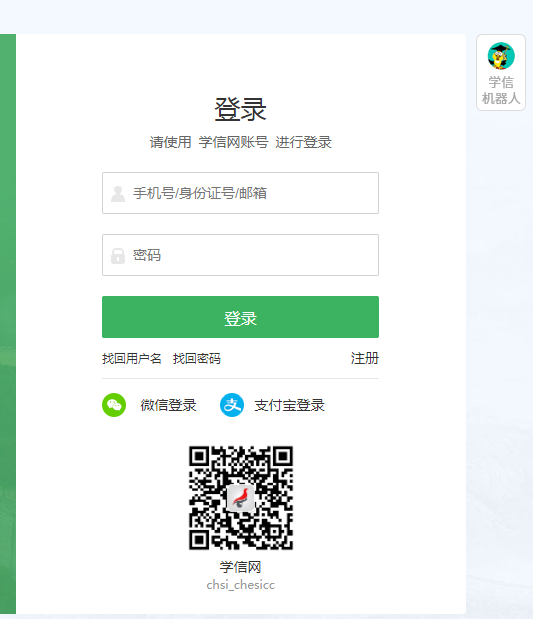 登录
请使用 学信网账号 进行登录
手机号/身份证号/邮箱
密码
登录
找回用户名 找回密码 注册
微信登录 支付宝登录
学信网
chsi_chesicc
学信
机器人